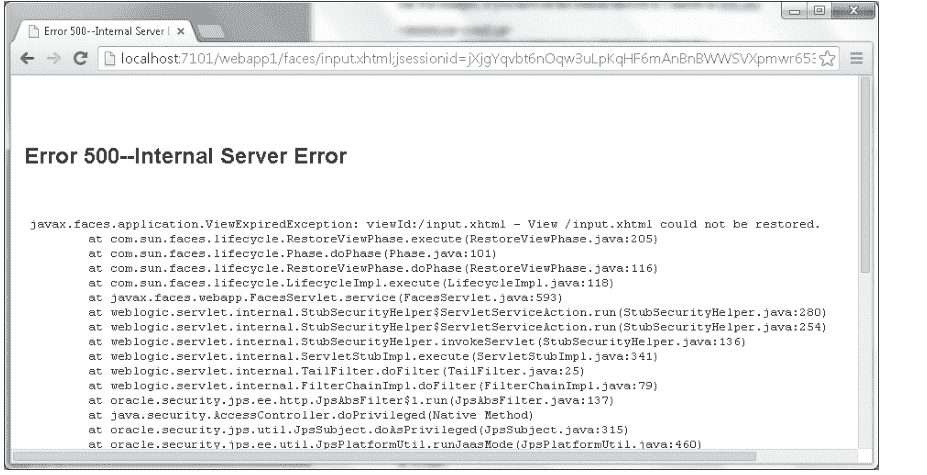 Error 500--Internal Server
localhost:7101/webapp1/faces/input.xhtml;jsessionid=jXjgYqvbt6nOqw3uLpKqHF6mAnBnBWWSVXpmwr653
Error 500--Internal Server Error
javax.faces.application.ViewExpiredException: viewId:/input.xhtml - View /input.xhtml could not be restored.
at com.sun.faces.lifecycle.RestoreViewPhase.execute(RestoreViewPhase.java:205)
at com.sun.faces.lifecycle.Phase.doPhase(Phase.java:101)
at com.sun.faces.lifecycle.RestoreViewPhase.doPhase(RestoreViewPhase.java:116)
at com.sun.faces.lifecycle.LifecycleImpl.execute(LifecycleImpl.java:118)
at javax.faces.webapp.FacesServlet.service(FacesServlet.java:593)
at weblogic.servlet.internal.StubSecurityHelper$ServletServiceAction.run(StubSecurityHelper.java:280)
at weblogic.servlet.internal.StubSecurityHelper$ServletServiceAction.run(StubSecurityHelper.java:254)
at weblogic.servlet.internal.StubSecurityHelper.invokeServlet(StubSecurityHelper.java:136)
at weblogic.servlet.internal.ServletStubImpl.execute(ServletStubImpl.java:341)
at weblogic.servlet.internal.TailFilter.doFilter(TailFilter.java:25)
at weblogic.servlet.internal.FilterChainImpl.doFilter(FilterChainImpl.java:79)
at oracle.security.jps.ee.http.JpsAbsFilter$1.run(JpsAbsFilter.java:137)
at java.security.AccessController.doPrivileged(Native Method)
at oracle.security.jps.util.JpsSubject.doAsPrivileged(JpsSubject.java:315)
at oracle.security.jps.ee.util.JpsPlatformUtil.runJaasMode(JpsPlatformUtil.java:460)